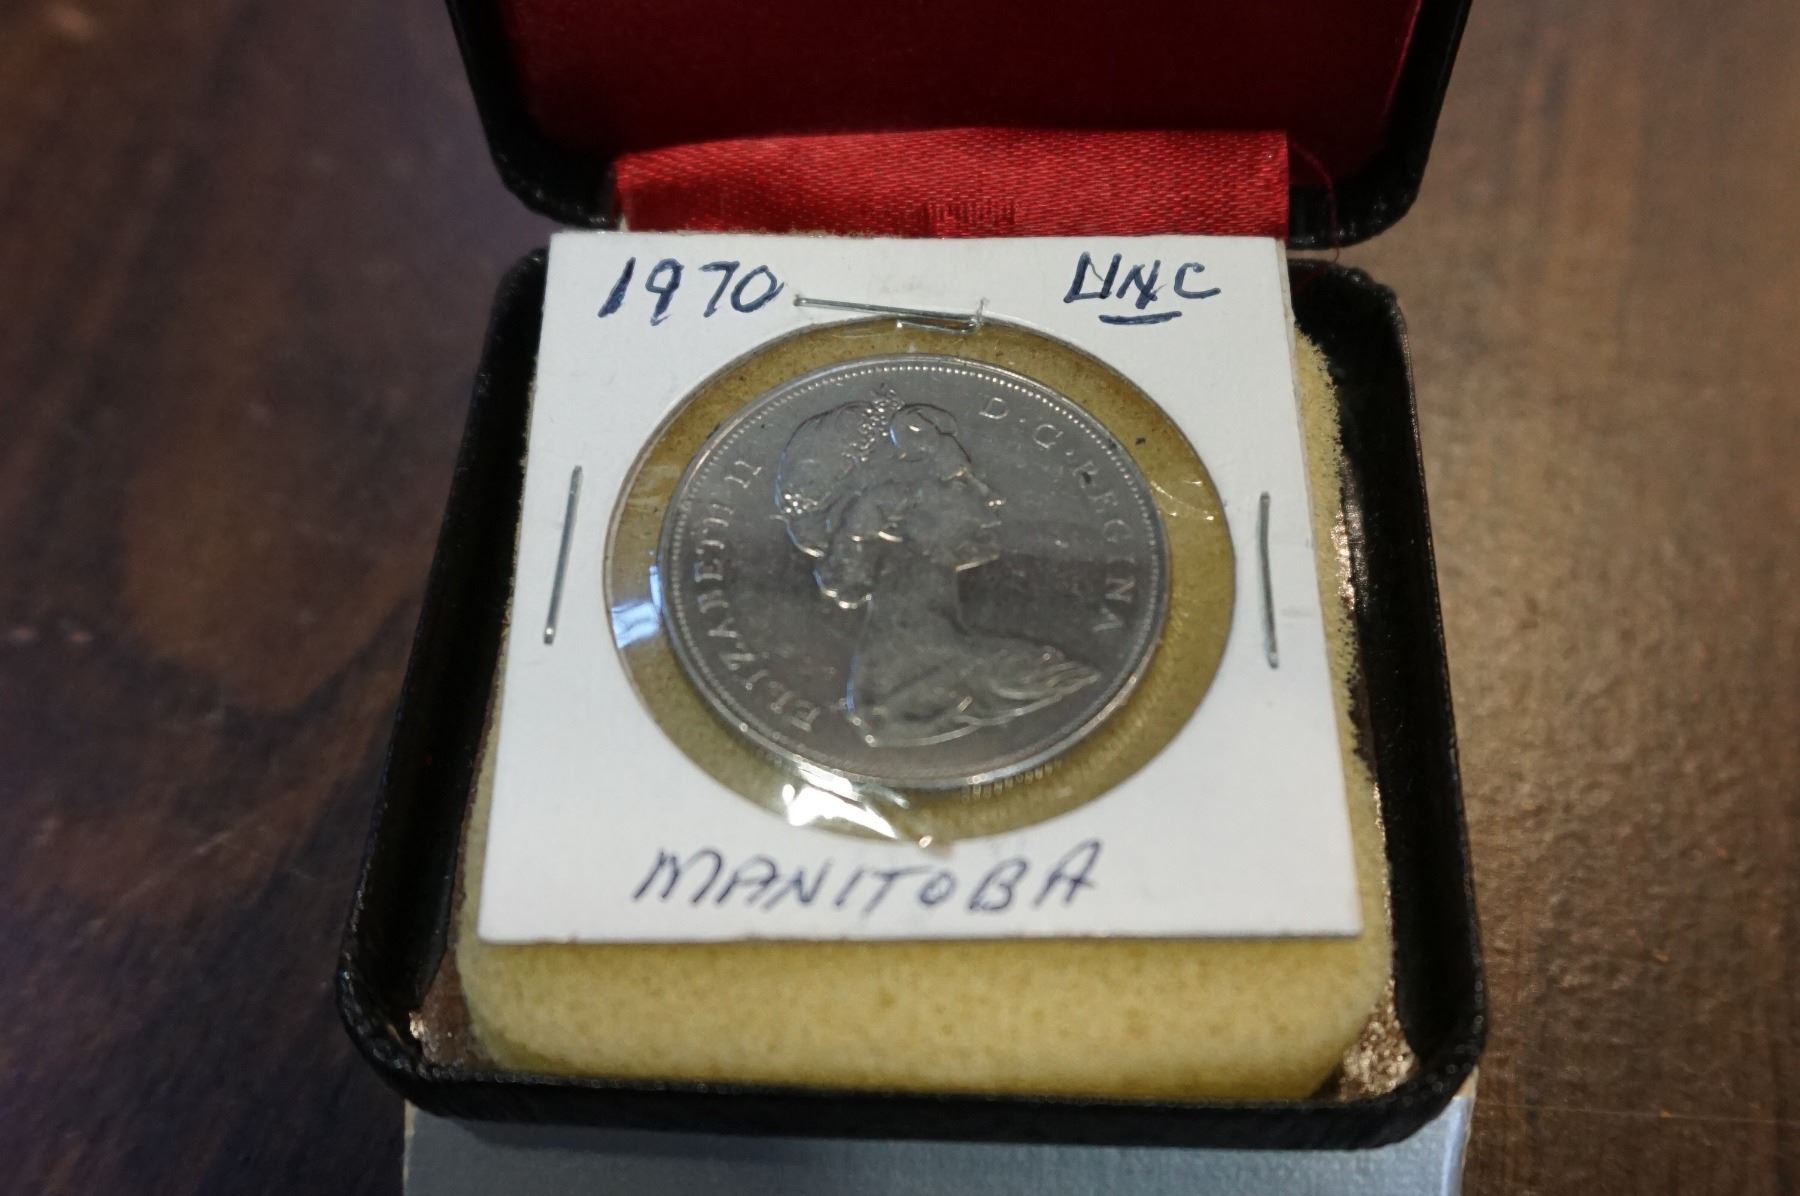 1970 UNC
ELIZABETH II D·G·REGINA
MANITOBA